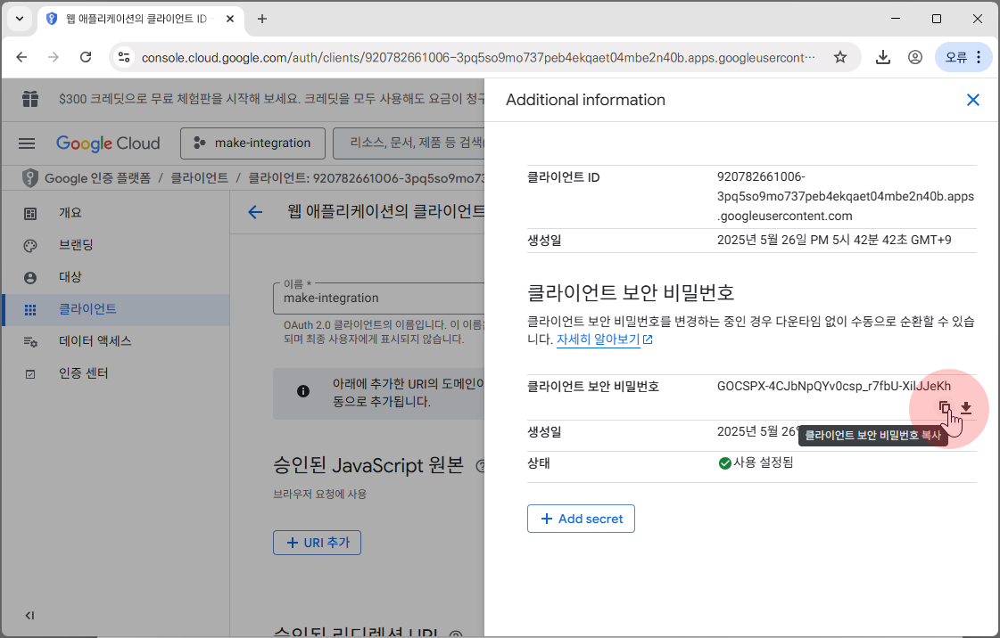 웹 애플리케이션의 클라이언트 ID
console.cloud.google.com/auth/clients/920782661006-3pq5so9mo737peb4ekqaet04mbe2n40b.apps.googleusercont…
오류
$300 크레딧으로 무료 체험판을 시작해 보세요. 크레딧을 모두 사용해도 요금이 청구
Google Cloud
make-integration
리소스, 문서, 제품 등 검색(
Google 인증 플랫폼 / 클라이언트 / 클라이언트: 920782661006-3pq5so9mo73
개요
브랜딩
대상
클라이언트
데이터 액세스
인증 센터
웹 애플리케이션의 클라이언트
이름 *
make-integration
OAuth 2.0 클라이언트의 이름입니다. 이 이름은
되며 최종 사용자에게 표시되지 않습니다.
아래에 추가한 URI의 도메인이
동으로 추가됩니다.
승인된 JavaScript 원본
브라우저 요청에 사용
+ URI 추가
승인된 리디렉션 URI
Additional information
클라이언트 ID
920782661006-
3pq5so9mo737peb4ekqaet04mbe2n40b.apps
.googleusercontent.com
생성일
2025년 5월 26일 PM 5시 42분 42초 GMT+9
클라이언트 보안 비밀번호
클라이언트 보안 비밀번호를 변경하는 중인 경우 다운타임 없이 수동으로 순환할 수 있습
니다. 자세히 알아보기
클라이언트 보안 비밀번호
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
생성일
2025년 5월 26
클라이언트 보안 비밀번호 복사
상태
사용 설정됨
+ Add secret